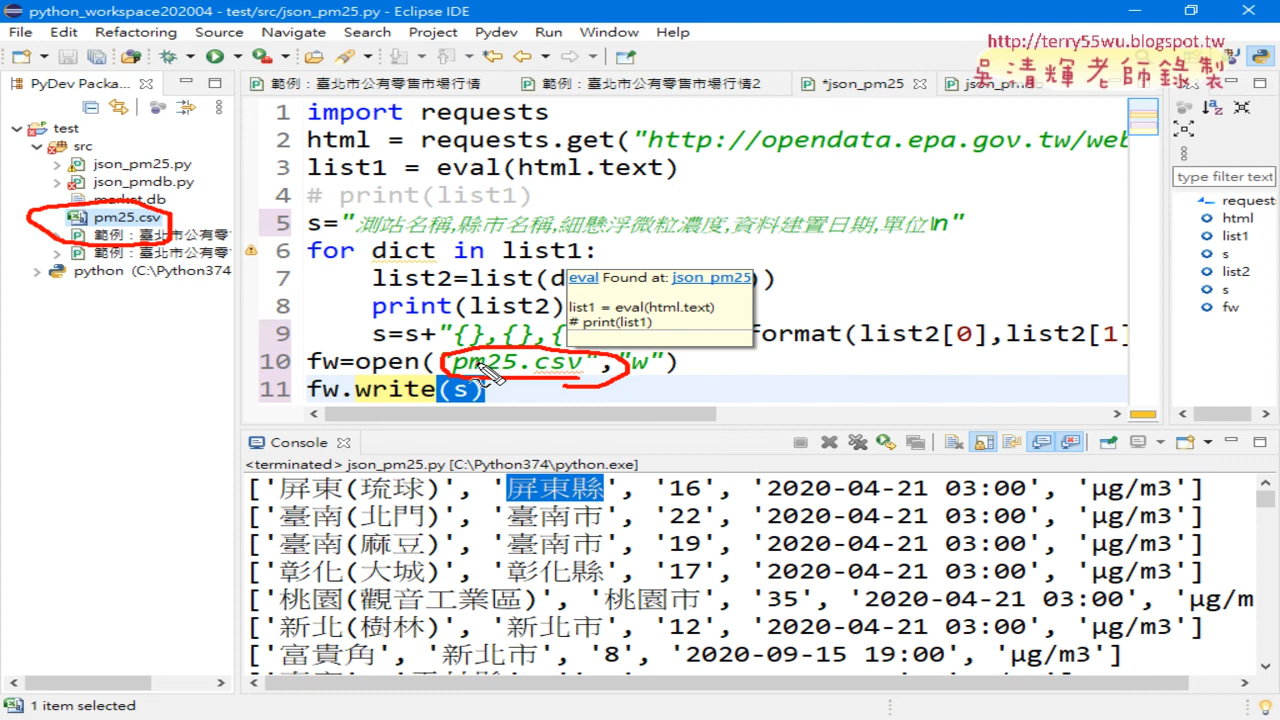 python_workspace202004 - test/src/json_pm25.py - Eclipse IDE
File Edit Refactoring Source Navigate Search Project Pydev Run Window Help
http://terry55wu.blogspot.tw
吳清輝老師錄製
PyDev Packa...
範例：臺北市公有零售市場行情
範例：臺北市公有零售市場行情2
*json_pm25
test
src
json_pm25.py
json_pmdb.py
market.db
pm25.csv
範例：臺北市公有零
範例：臺北市公有零
python (C:\Python374
1 import requests
2 html = requests.get("http://opendata.epa.gov.tw/web
3 list1 = eval(html.text)
4 # print(list1)
5 s="測站名稱,縣市名稱,細懸浮微粒濃度,資料建置日期,單位\n"
6 for dict in list1:
7 list2=list(d ))
8 print(list2)
9 s=s+"{},{},{ format(list2[0],list2[1]
10 fw=open("pm25.csv","w")
11 fw.write(s)
eval Found at: json_pm25
list1 = eval(html.text)
# print(list1)
type filter text
request
html
list1
s
list2
s
fw
Console
<terminated> json_pm25.py [C:\Python374\python.exe]
['屏東(琉球)', '屏東縣', '16', '2020-04-21 03:00', 'μg/m3']
['臺南(北門)', '臺南市', '22', '2020-04-21 03:00', 'μg/m3']
['臺南(麻豆)', '臺南市', '19', '2020-04-21 03:00', 'μg/m3']
['彰化(大城)', '彰化縣', '17', '2020-04-21 03:00', 'μg/m3']
['桃園(觀音工業區)', '桃園市', '35', '2020-04-21 03:00', 'μg/m
['新北(樹林)', '新北市', '12', '2020-04-21 03:00', 'μg/m3']
['富貴角', '新北市', '8', '2020-09-15 19:00', 'μg/m3']
1 item selected